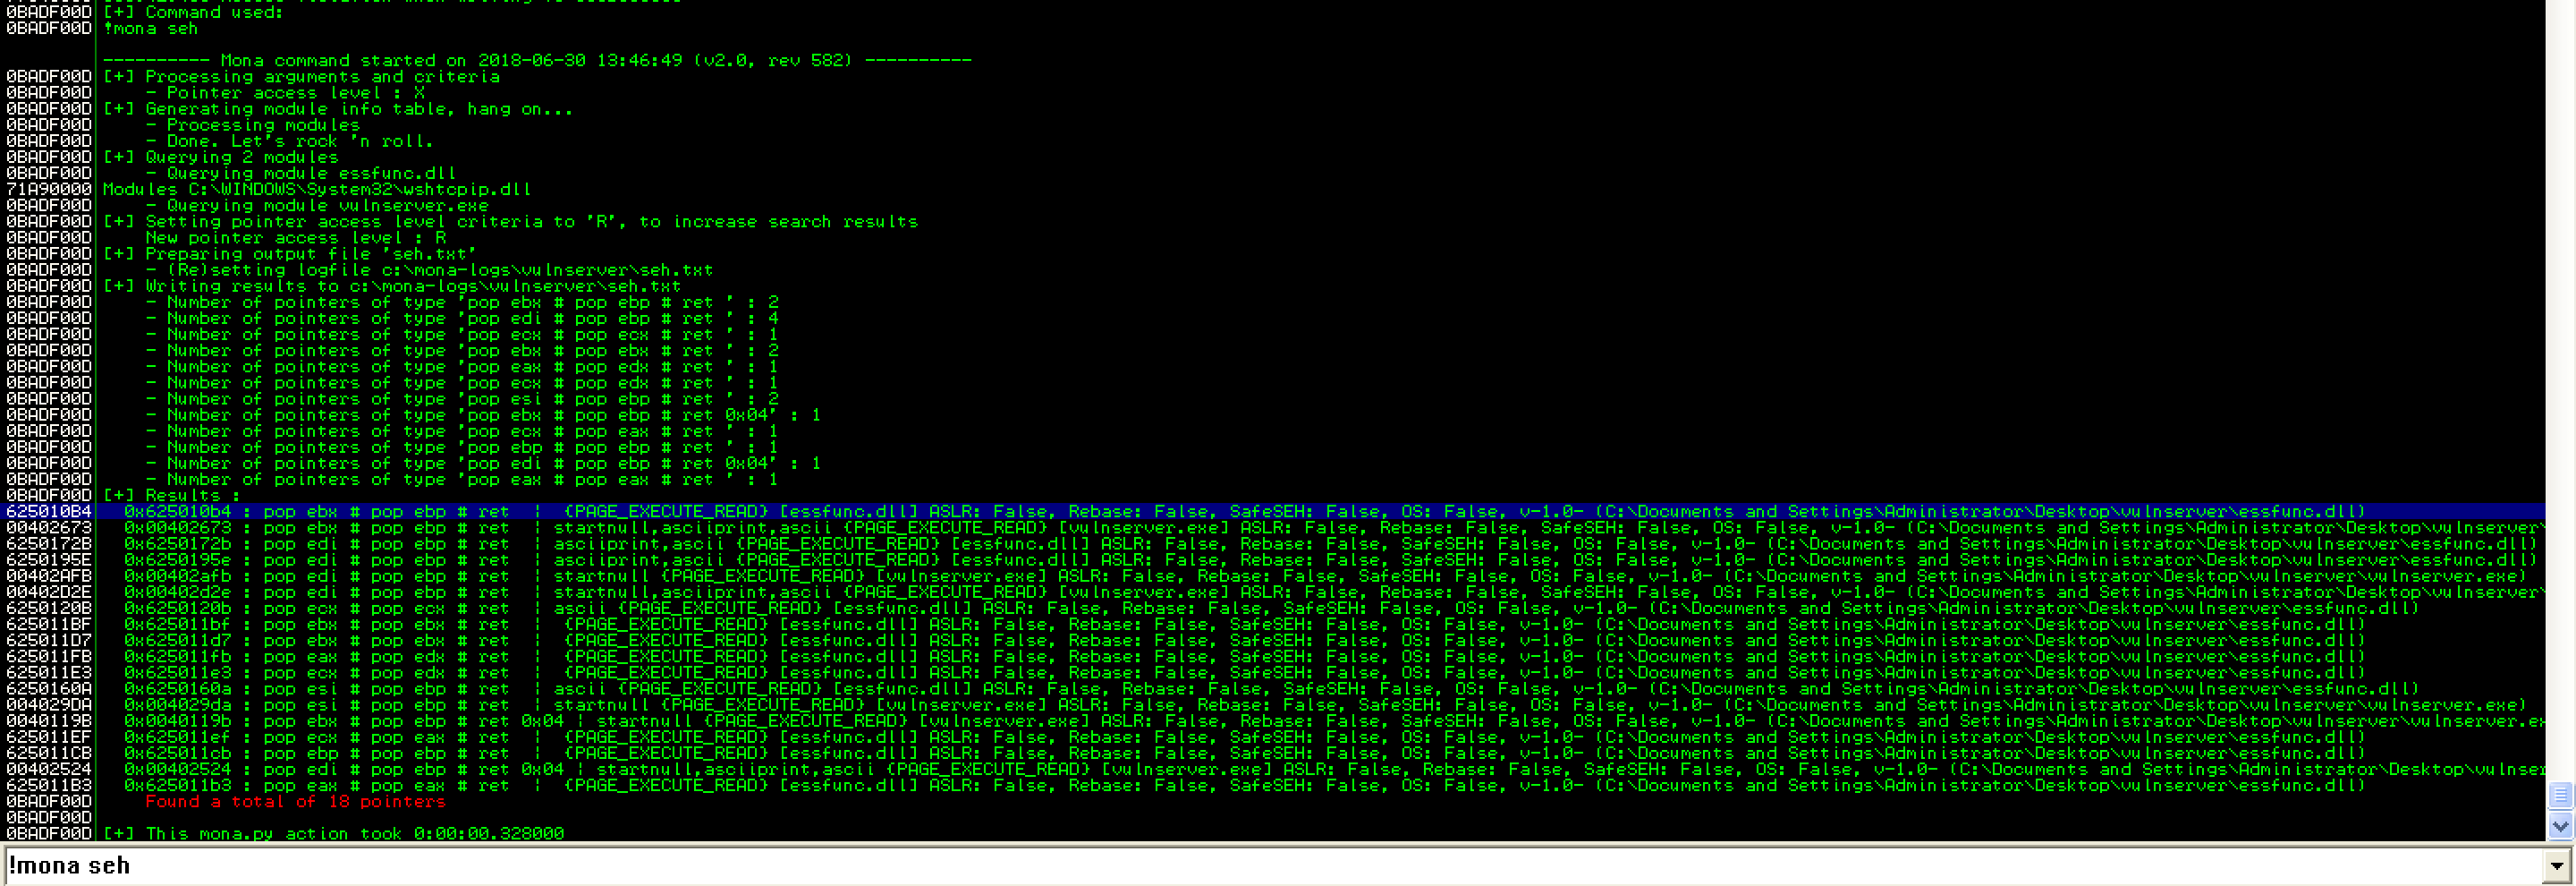 0BADF00D [+] Command used:
0BADF00D !mona seh
---------- Mona command started on 2018-06-30 13:46:49 (v2.0, rev 582) ----------
0BADF00D [+] Processing arguments and criteria
0BADF00D - Pointer access level : X
0BADF00D [+] Generating module info table, hang on...
0BADF00D - Processing modules
0BADF00D - Done. Let's rock 'n roll.
0BADF00D [+] Querying 2 modules
0BADF00D - Querying module essfunc.dll
71A90000 Modules C:\WINDOWS\System32\wshtcpip.dll
0BADF00D - Querying module vulnserver.exe
0BADF00D [+] Setting pointer access level criteria to 'R', to increase search results
0BADF00D New pointer access level : R
0BADF00D [+] Preparing output file 'seh.txt'
0BADF00D - (Re)setting logfile c:\mona-logs\vulnserver\seh.txt
0BADF00D [+] Writing results to c:\mona-logs\vulnserver\seh.txt
0BADF00D - Number of pointers of type 'pop ebx # pop ebp # ret ' : 2
0BADF00D - Number of pointers of type 'pop edi # pop ebp # ret ' : 4
0BADF00D - Number of pointers of type 'pop ecx # pop ecx # ret ' : 1
0BADF00D - Number of pointers of type 'pop ebx # pop ebx # ret ' : 2
0BADF00D - Number of pointers of type 'pop eax # pop edx # ret ' : 1
0BADF00D - Number of pointers of type 'pop ecx # pop edx # ret ' : 1
0BADF00D - Number of pointers of type 'pop esi # pop ebp # ret ' : 2
0BADF00D - Number of pointers of type 'pop ebx # pop ebp # ret 0x04' : 1
0BADF00D - Number of pointers of type 'pop ecx # pop eax # ret ' : 1
0BADF00D - Number of pointers of type 'pop ebp # pop ebp # ret ' : 1
0BADF00D - Number of pointers of type 'pop edi # pop ebp # ret 0x04' : 1
0BADF00D - Number of pointers of type 'pop eax # pop eax # ret ' : 1
0BADF00D [+] Results :
625010B4 0x625010b4 : pop ebx # pop ebp # ret | {PAGE_EXECUTE_READ} [essfunc.dll] ASLR: False, Rebase: False, SafeSEH: False, OS: False, v-1.0- (C:\Documents and Settings\Administrator\Desktop\vulnserver\essfunc.dll)
00402673 0x00402673 : pop ebx # pop ebp # ret | startnull,asciiprint,ascii {PAGE_EXECUTE_READ} [vulnserver.exe] ASLR: False, Rebase: False, SafeSEH: False, OS: False, v-1.0- (C:\Documents and Settings\Administrator\Desktop\vulnserver\
6250172B 0x6250172b : pop edi # pop ebp # ret | asciiprint,ascii {PAGE_EXECUTE_READ} [essfunc.dll] ASLR: False, Rebase: False, SafeSEH: False, OS: False, v-1.0- (C:\Documents and Settings\Administrator\Desktop\vulnserver\essfunc.dll)
6250195E 0x6250195e : pop edi # pop ebp # ret | asciiprint,ascii {PAGE_EXECUTE_READ} [essfunc.dll] ASLR: False, Rebase: False, SafeSEH: False, OS: False, v-1.0- (C:\Documents and Settings\Administrator\Desktop\vulnserver\essfunc.dll)
00402AFB 0x00402afb : pop edi # pop ebp # ret | startnull {PAGE_EXECUTE_READ} [vulnserver.exe] ASLR: False, Rebase: False, SafeSEH: False, OS: False, v-1.0- (C:\Documents and Settings\Administrator\Desktop\vulnserver\vulnserver.exe)
00402D2E 0x00402d2e : pop edi # pop ebp # ret | startnull,asciiprint,ascii {PAGE_EXECUTE_READ} [vulnserver.exe] ASLR: False, Rebase: False, SafeSEH: False, OS: False, v-1.0- (C:\Documents and Settings\Administrator\Desktop\vulnserver\
6250120B 0x6250120b : pop ecx # pop ecx # ret | ascii {PAGE_EXECUTE_READ} [essfunc.dll] ASLR: False, Rebase: False, SafeSEH: False, OS: False, v-1.0- (C:\Documents and Settings\Administrator\Desktop\vulnserver\essfunc.dll)
625011BF 0x625011bf : pop ebx # pop ebx # ret | {PAGE_EXECUTE_READ} [essfunc.dll] ASLR: False, Rebase: False, SafeSEH: False, OS: False, v-1.0- (C:\Documents and Settings\Administrator\Desktop\vulnserver\essfunc.dll)
625011D7 0x625011d7 : pop ebx # pop ebx # ret | {PAGE_EXECUTE_READ} [essfunc.dll] ASLR: False, Rebase: False, SafeSEH: False, OS: False, v-1.0- (C:\Documents and Settings\Administrator\Desktop\vulnserver\essfunc.dll)
625011FB 0x625011fb : pop eax # pop edx # ret | {PAGE_EXECUTE_READ} [essfunc.dll] ASLR: False, Rebase: False, SafeSEH: False, OS: False, v-1.0- (C:\Documents and Settings\Administrator\Desktop\vulnserver\essfunc.dll)
625011E3 0x625011e3 : pop ecx # pop edx # ret | {PAGE_EXECUTE_READ} [essfunc.dll] ASLR: False, Rebase: False, SafeSEH: False, OS: False, v-1.0- (C:\Documents and Settings\Administrator\Desktop\vulnserver\essfunc.dll)
6250160A 0x6250160a : pop esi # pop ebp # ret | ascii {PAGE_EXECUTE_READ} [essfunc.dll] ASLR: False, Rebase: False, SafeSEH: False, OS: False, v-1.0- (C:\Documents and Settings\Administrator\Desktop\vulnserver\essfunc.dll)
004029DA 0x004029da : pop esi # pop ebp # ret | startnull {PAGE_EXECUTE_READ} [vulnserver.exe] ASLR: False, Rebase: False, SafeSEH: False, OS: False, v-1.0- (C:\Documents and Settings\Administrator\Desktop\vulnserver\vulnserver.exe)
0040119B 0x0040119b : pop ebx # pop ebp # ret 0x04 | startnull {PAGE_EXECUTE_READ} [vulnserver.exe] ASLR: False, Rebase: False, SafeSEH: False, OS: False, v-1.0- (C:\Documents and Settings\Administrator\Desktop\vulnserver\vulnserver.ex
625011EF 0x625011ef : pop ecx # pop eax # ret | {PAGE_EXECUTE_READ} [essfunc.dll] ASLR: False, Rebase: False, SafeSEH: False, OS: False, v-1.0- (C:\Documents and Settings\Administrator\Desktop\vulnserver\essfunc.dll)
625011CB 0x625011cb : pop ebp # pop ebp # ret | {PAGE_EXECUTE_READ} [essfunc.dll] ASLR: False, Rebase: False, SafeSEH: False, OS: False, v-1.0- (C:\Documents and Settings\Administrator\Desktop\vulnserver\essfunc.dll)
00402524 0x00402524 : pop edi # pop ebp # ret 0x04 | startnull,asciiprint,ascii {PAGE_EXECUTE_READ} [vulnserver.exe] ASLR: False, Rebase: False, SafeSEH: False, OS: False, v-1.0- (C:\Documents and Settings\Administrator\Desktop\vulnser
625011B3 0x625011b3 : pop eax # pop eax # ret | {PAGE_EXECUTE_READ} [essfunc.dll] ASLR: False, Rebase: False, SafeSEH: False, OS: False, v-1.0- (C:\Documents and Settings\Administrator\Desktop\vulnserver\essfunc.dll)
0BADF00D Found a total of 18 pointers
0BADF00D
0BADF00D [+] This mona.py action took 0:00:00.328000
!mona seh